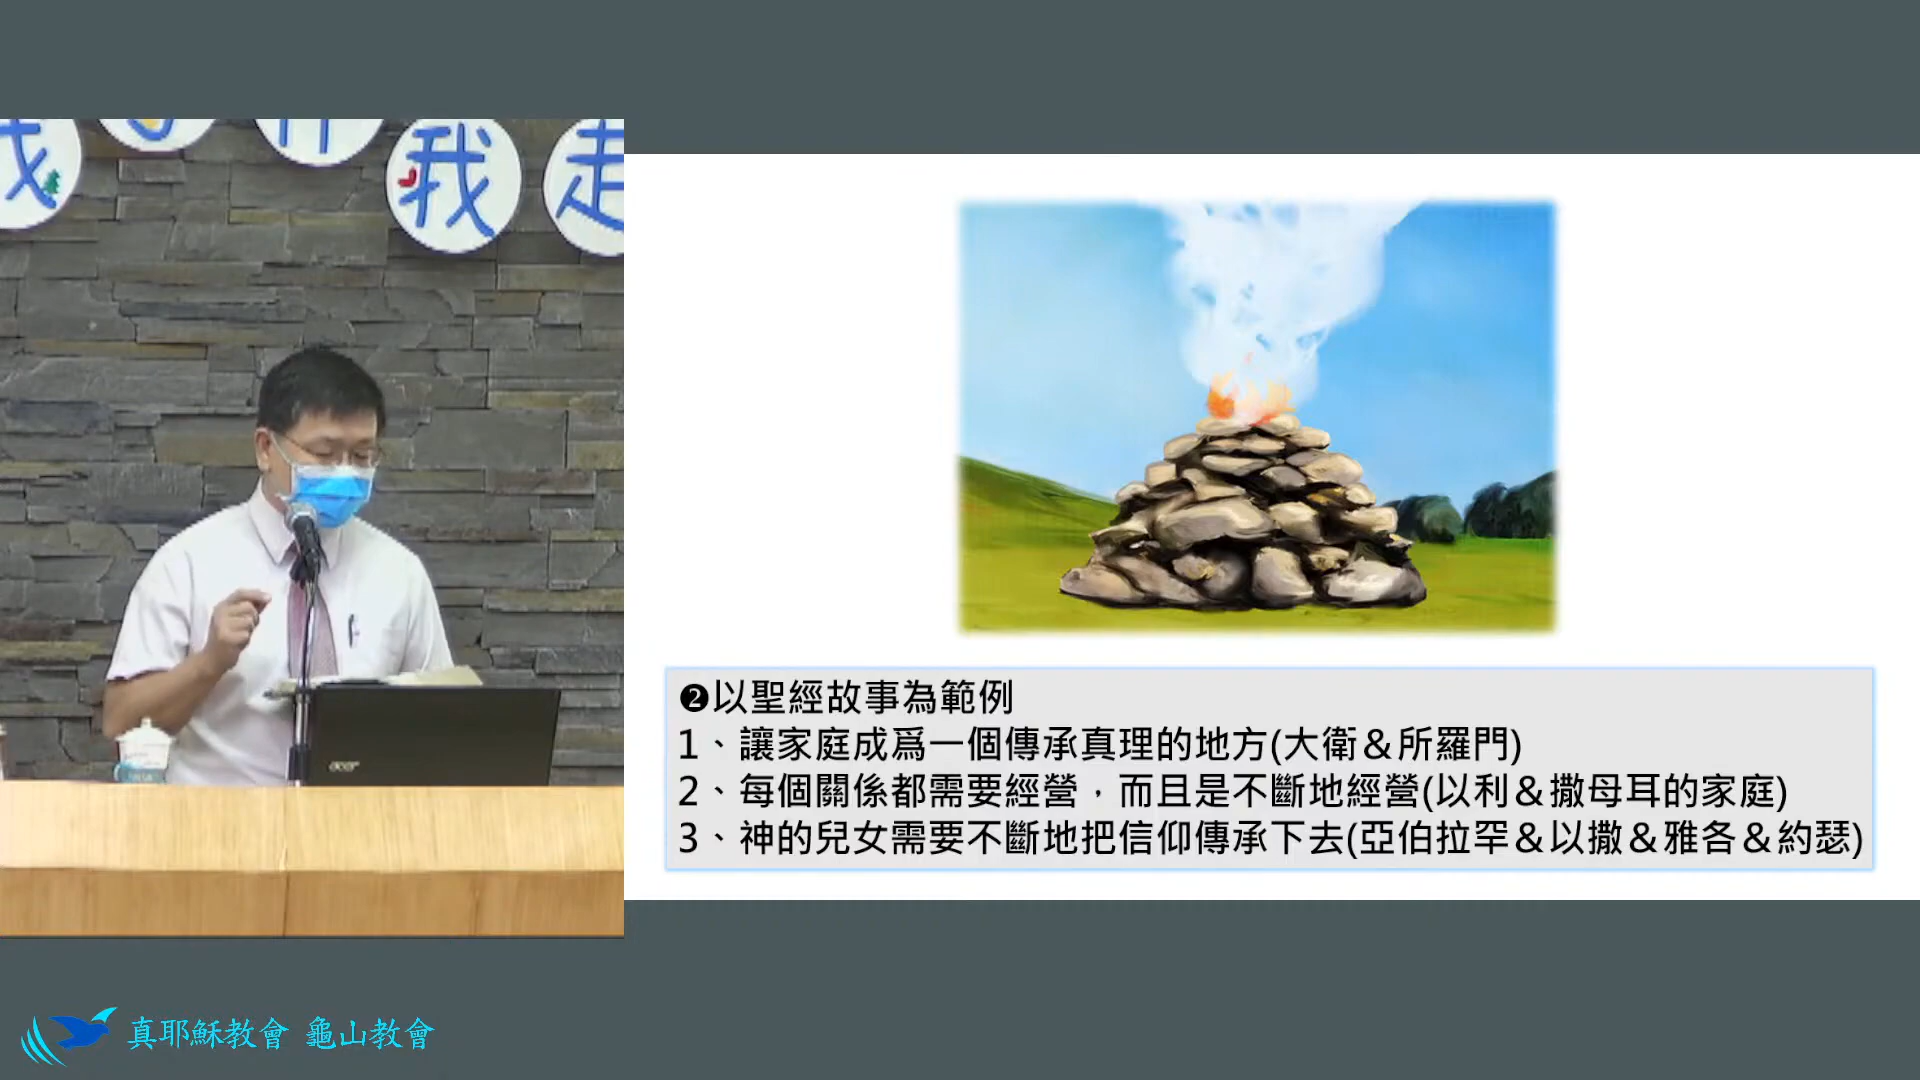 我
我
起
❷以聖經故事為範例
1、讓家庭成爲一個傳承真理的地方(大衛＆所羅門)
2、每個關係都需要經營，而且是不斷地經營(以利＆撒母耳的家庭)
3、神的兒女需要不斷地把信仰傳承下去(亞伯拉罕＆以撒＆雅各＆約瑟)
acer
真耶穌教會 龜山教會